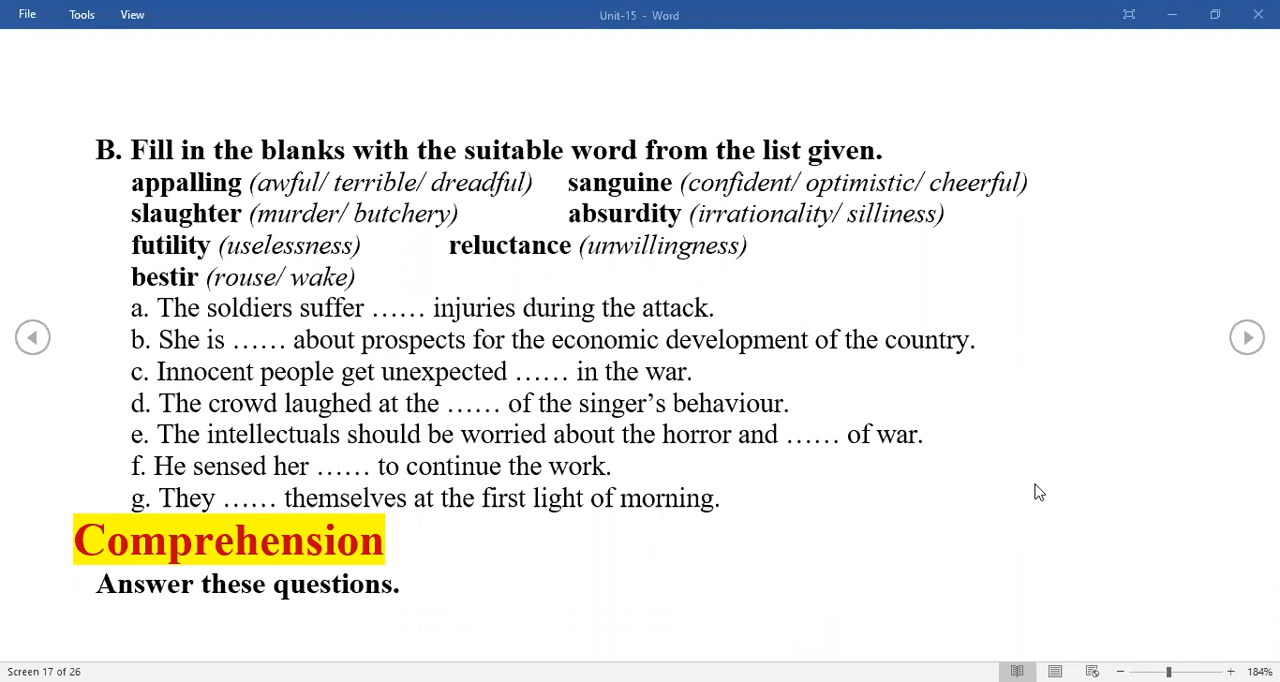 File Tools View Unit-15 - Word
B. Fill in the blanks with the suitable word from the list given.
appalling (awful/ terrible/ dreadful) sanguine (confident/ optimistic/ cheerful)
slaughter (murder/ butchery) absurdity (irrationality/ silliness)
futility (uselessness) reluctance (unwillingness)
bestir (rouse/ wake)
a. The soldiers suffer …… injuries during the attack.
b. She is …… about prospects for the economic development of the country.
c. Innocent people get unexpected …… in the war.
d. The crowd laughed at the …… of the singer’s behaviour.
e. The intellectuals should be worried about the horror and …… of war.
f. He sensed her …… to continue the work.
g. They …… themselves at the first light of morning.
Comprehension
Answer these questions.
Screen 17 of 26 184%